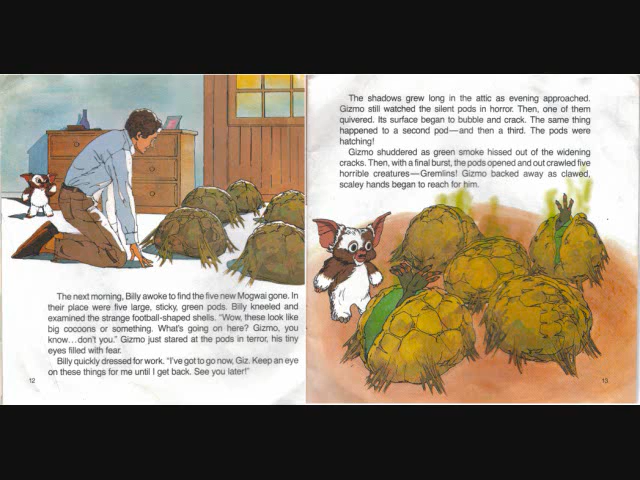 The next morning, Billy awoke to find the five new Mogwai gone. In
their place were five large, sticky, green pods. Billy kneeled and
examined the strange football-shaped shells. "Wow, these look like
big cocoons or something. What's going on here? Gizmo, you
know...don't you." Gizmo just stared at the pods in terror, his tiny
eyes filled with fear.
Billy quickly dressed for work. "I've got to go now, Giz. Keep an eye
on these things for me until I get back. See you later!"
12
The shadows grew long in the attic as evening approached.
Gizmo still watched the silent pods in horror. Then, one of them
quivered. Its surface began to bubble and crack. The same thing
happened to a second pod—and then a third. The pods were
hatching!
Gizmo shuddered as green smoke hissed out of the widening
cracks. Then, with a final burst, the pods opened and out crawled five
horrible creatures—Gremlins! Gizmo backed away as clawed,
scaley hands began to reach for him.
13